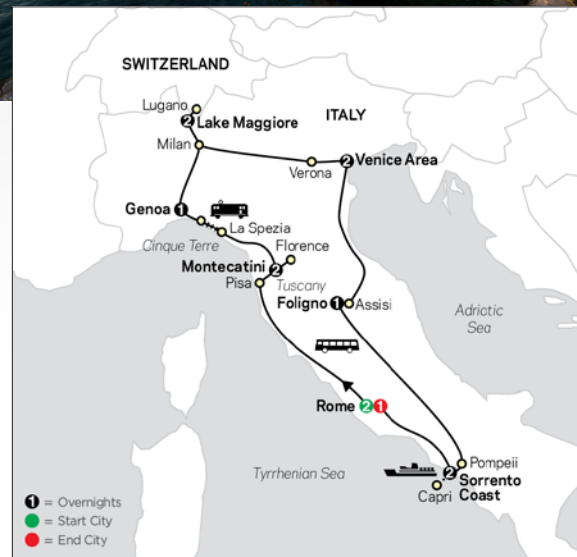 SWITZERLAND
Lugano
2 Lake Maggiore
ITALY
Milan
Verona
2 Venice Area
Genoa 1
La Spezia
Cinque Terre
Florence
Montecatini 2
Tuscany
Pisa
Foligno 1 Assisi
Adriatic
Sea
Rome 2 1
Pompeii
Tyrrhenian Sea
2 Sorrento
Coast
Capri
1 = Overnights
= Start City
= End City